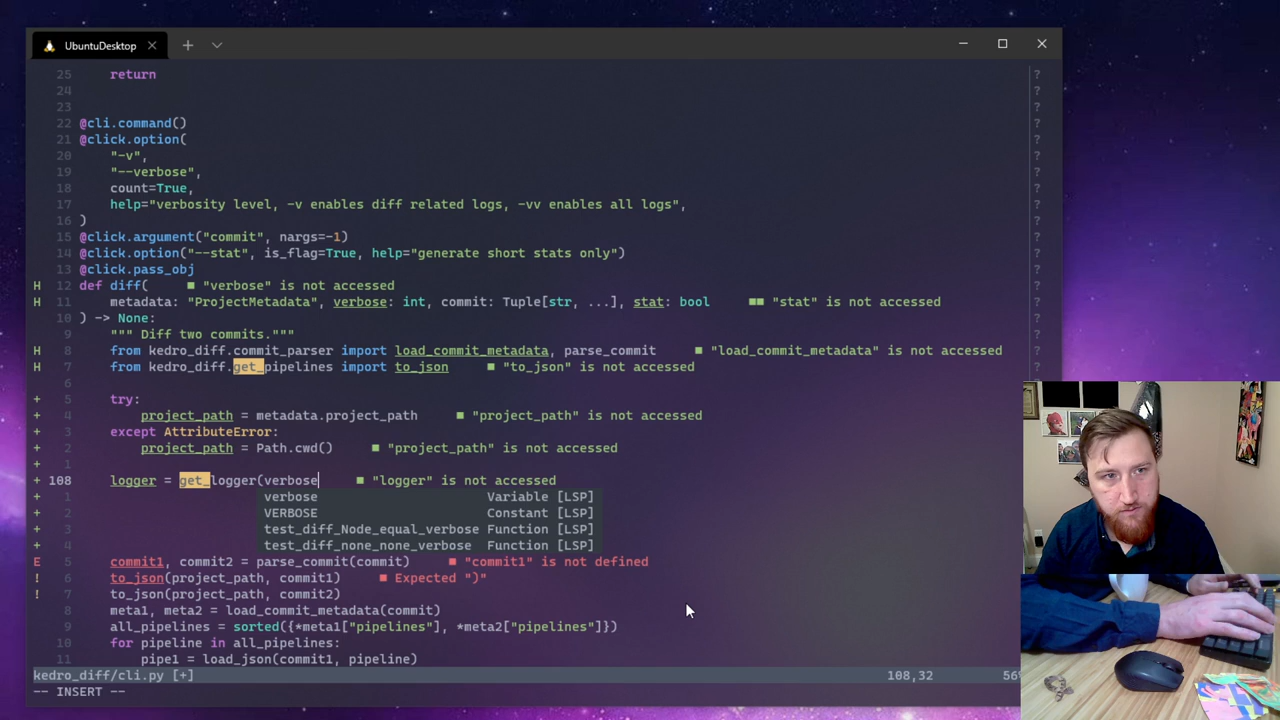 UbuntuDesktop
25 return ?
24 ?
23 ?
22 @cli.command() ?
21 @click.option( ?
20 "-v", ?
19 "--verbose", ?
18 count=True, ?
17 help="verbosity level, -v enables diff related logs, -vv enables all logs", ?
16 ) ?
15 @click.argument("commit", nargs=-1) ?
14 @click.option("--stat", is_flag=True, help="generate short stats only") ?
13 @click.pass_obj ?
H 12 def diff( ■ "verbose" is not accessed ?
H 11 metadata: "ProjectMetadata", verbose: int, commit: Tuple[str, ...], stat: bool ■■ "stat" is not accessed ?
10 ) -> None: ?
9 """ Diff two commits.""" ?
H 8 from kedro_diff.commit_parser import load_commit_metadata, parse_commit ■ "load_commit_metadata" is not accessed ?
H 7 from kedro_diff.get_pipelines import to_json ■ "to_json" is not accessed ?
6
+ 5 try:
+ 4 project_path = metadata.project_path ■ "project_path" is not accessed
+ 3 except AttributeError:
+ 2 project_path = Path.cwd() ■ "project_path" is not accessed
+ 1
+ 108 logger = get_logger(verbose ■ "logger" is not accessed
+ 1 verbose Variable [LSP]
+ 2 VERBOSE Constant [LSP]
+ 3 test_diff_Node_equal_verbose Function [LSP]
+ 4 test_diff_none_none_verbose Function [LSP]
E 5 commit1, commit2 = parse_commit(commit) ■ "commit1" is not defined
! 6 to_json(project_path, commit1) ■ Expected ")"
! 7 to_json(project_path, commit2)
8 meta1, meta2 = load_commit_metadata(commit)
9 all_pipelines = sorted({*meta1["pipelines"], *meta2["pipelines"]})
10 for pipeline in all_pipelines:
11 pipe1 = load_json(commit1, pipeline)
kedro_diff/cli.py [+] 108,32 56%
-- INSERT --